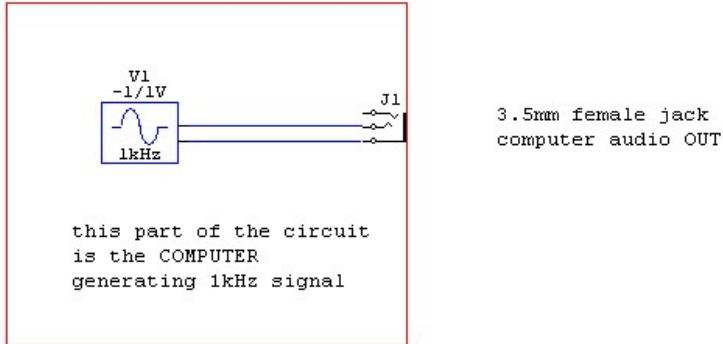 V1
-1/1V
1kHz
J1
3.5mm female jack
computer audio OUT
this part of the circuit
is the COMPUTER
generating 1kHz signal